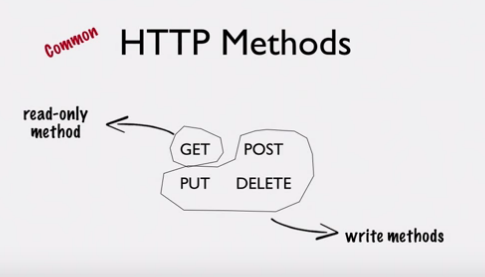 Common HTTP Methods
read-only
method
GET POST
PUT DELETE
write methods